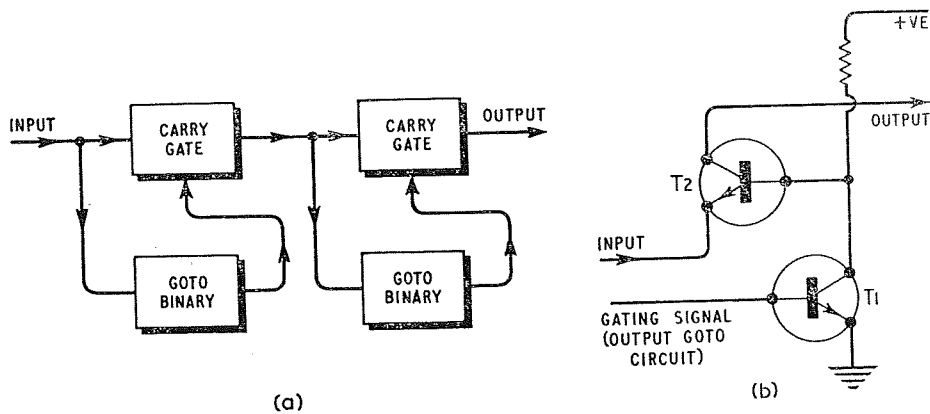 INPUT
CARRY
GATE
CARRY
GATE
OUTPUT
GOTO
BINARY
GOTO
BINARY
(a)
+VE
OUTPUT
T2
INPUT
T1
GATING SIGNAL
(OUTPUT GOTO
CIRCUIT)
(b)